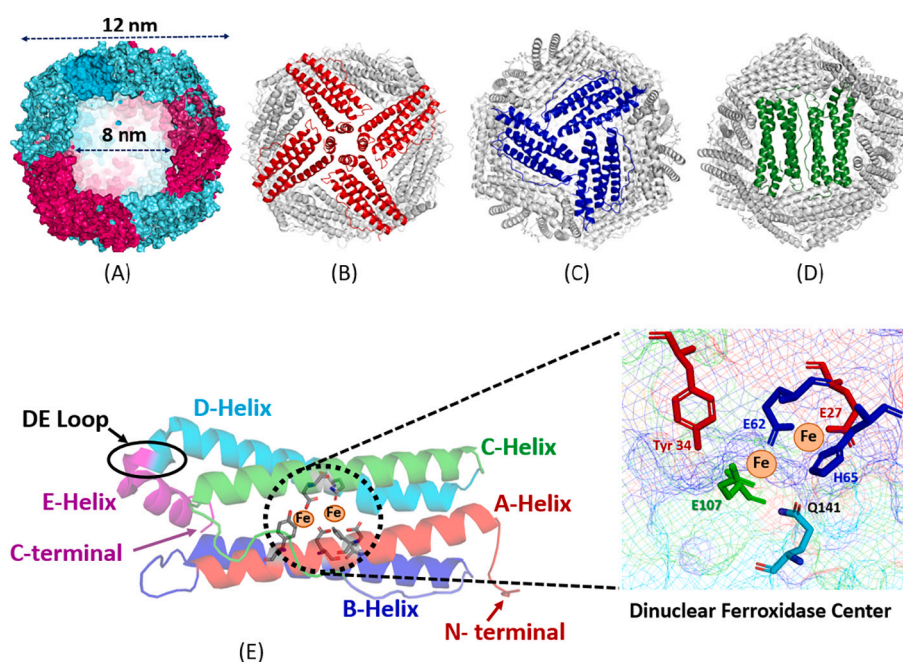 12 nm
8 nm
(A)
(B)
(C)
(D)
DE Loop
D-Helix
C-Helix
E-Helix
A-Helix
C-terminal
Fe
Fe
B-Helix
N- terminal
(E)
Tyr 34
E62
E27
Fe
Fe
H65
E107
Q141
Dinuclear Ferroxidase Center